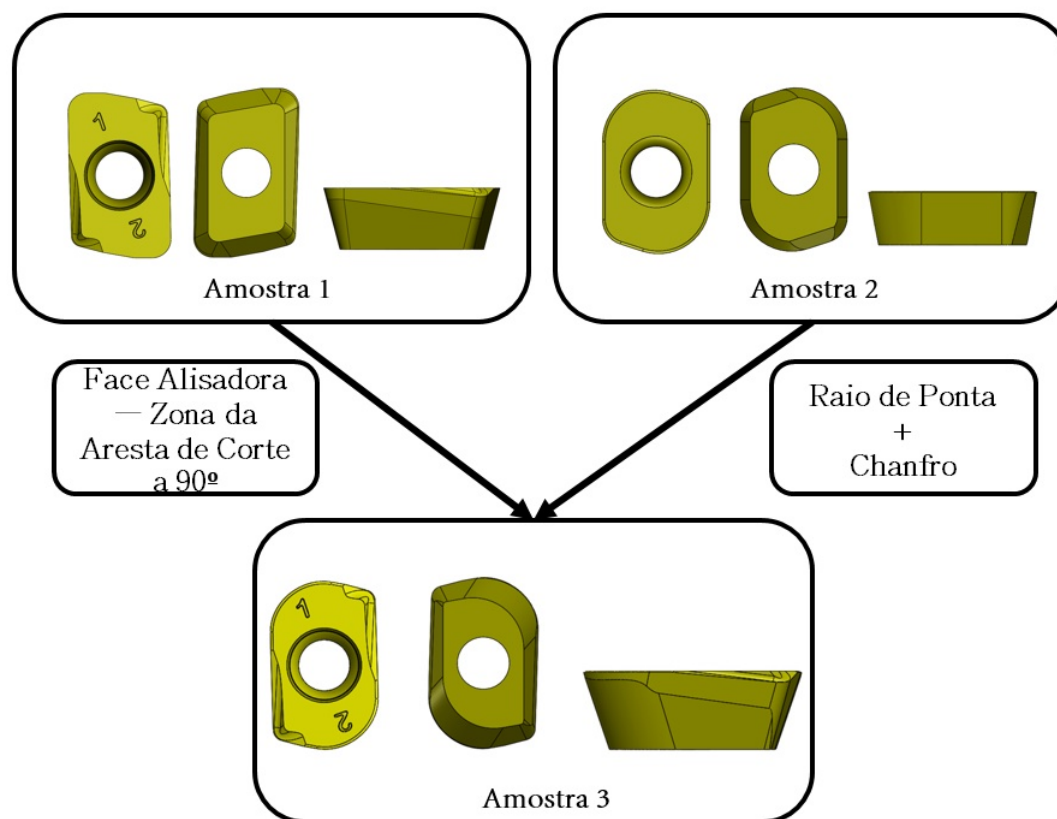 1
2
Amostra 1
Amostra 2
Face Alisadora
— Zona da
Aresta de Corte
a 90º
Raio de Ponta
+
Chanfro
1
2
Amostra 3